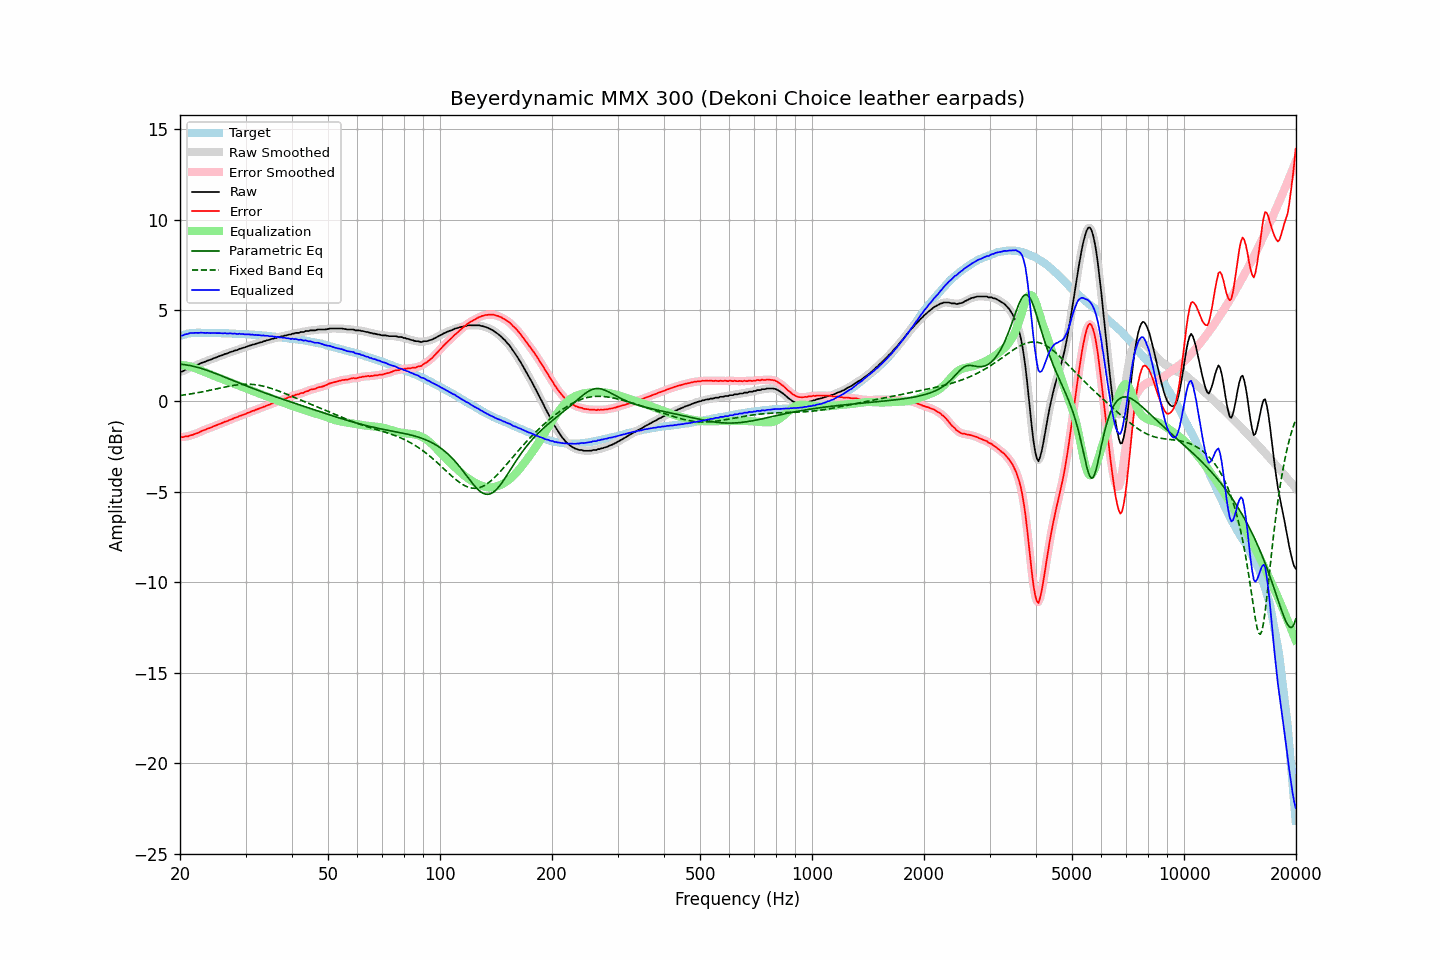 Beyerdynamic MMX 300 (Dekoni Choice leather earpads)
Target
Raw Smoothed
Error Smoothed
Raw
Error
Equalization
Parametric Eq
Fixed Band Eq
Equalized
15
10
5
0
−5
−10
−15
−20
−25
Amplitude (dBr)
20
50
100
200
500
1000
2000
5000
10000
20000
Frequency (Hz)